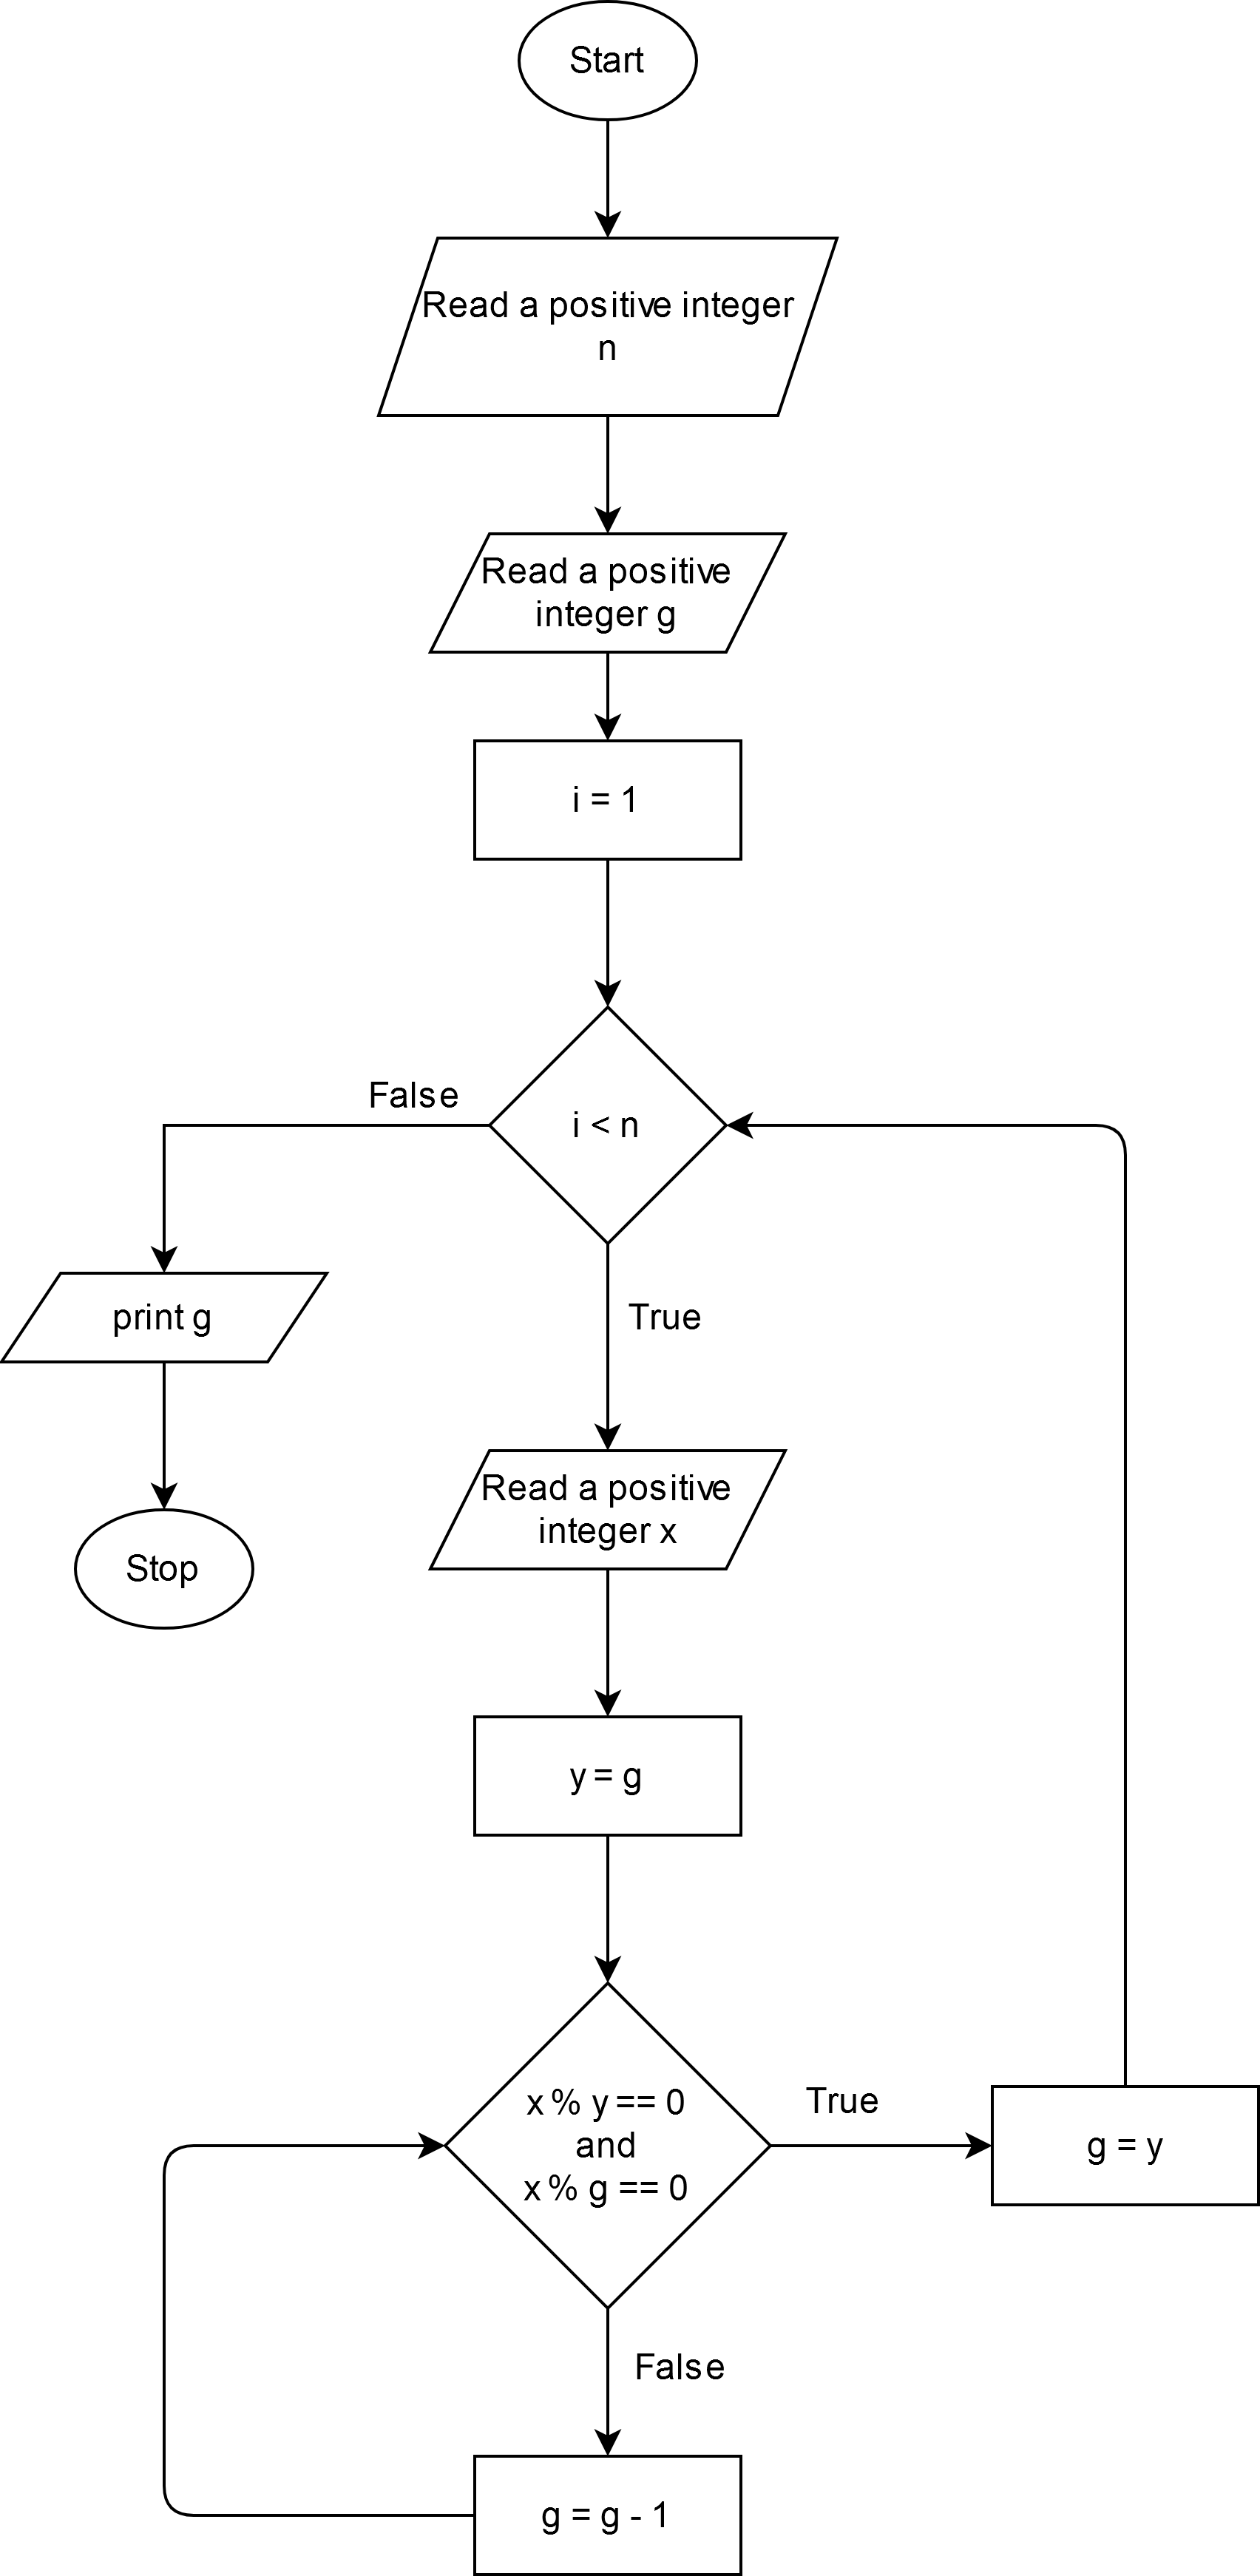 Start
Read a positive integer
n
Read a positive
integer g
i = 1
i < n
False
True
print g
Stop
Read a positive
integer x
y = g
x % y == 0
and
x % g == 0
True
g = y
False
g = g - 1